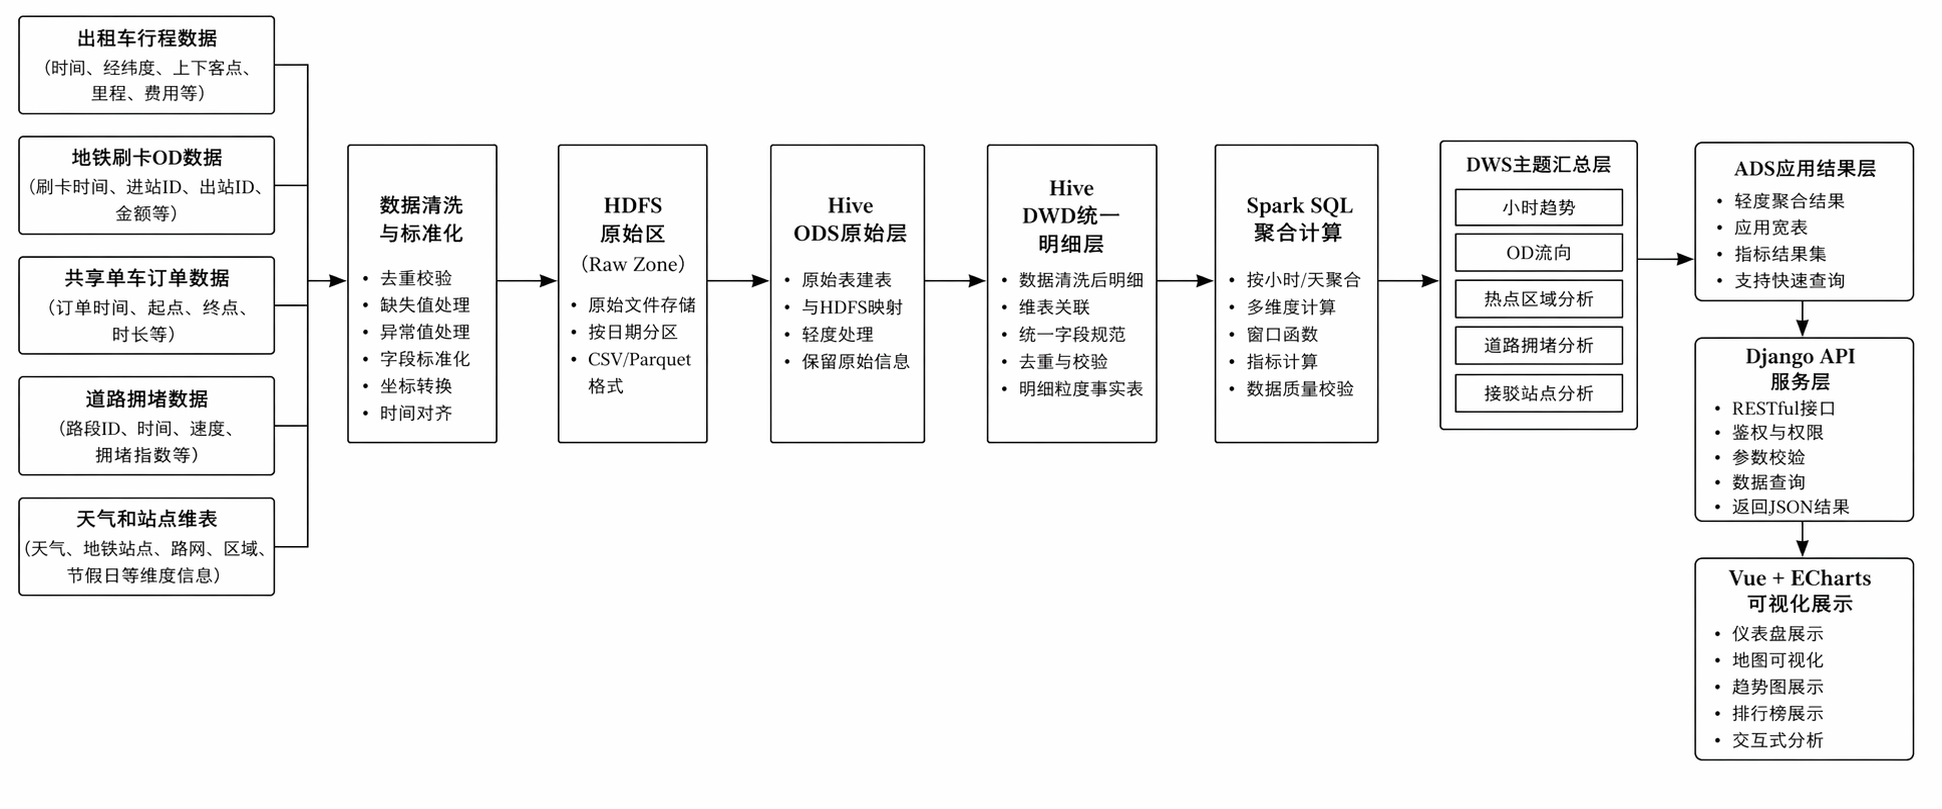 出租车行程数据
（时间、经纬度、上下客点、
里程、费用等）
地铁刷卡OD数据
（刷卡时间、进站ID、出站ID、
金额等）
共享单车订单数据
（订单时间、起点、终点、
时长等）
道路拥堵数据
（路段ID、时间、速度、
拥堵指数等）
天气和站点维表
（天气、地铁站点、路网、区域、
节假日等维度信息）
数据清洗
与标准化
• 去重校验
• 缺失值处理
• 异常值处理
• 字段标准化
• 坐标转换
• 时间对齐
HDFS
原始区
（Raw Zone）
• 原始文件存储
• 按日期分区
• CSV/Parquet
格式
Hive
ODS原始层
• 原始表建表
• 与HDFS映射
• 轻度处理
• 保留原始信息
Hive
DWD统一
明细层
• 数据清洗后明细
• 维表关联
• 统一字段规范
• 去重与校验
• 明细粒度事实表
Spark SQL
聚合计算
• 按小时/天聚合
• 多维度计算
• 窗口函数
• 指标计算
• 数据质量校验
DWS主题汇总层
小时趋势
OD流向
热点区域分析
道路拥堵分析
接驳站点分析
ADS应用结果层
• 轻度聚合结果
• 应用宽表
• 指标结果集
• 支持快速查询
Django API
服务层
• RESTful接口
• 鉴权与权限
• 参数校验
• 数据查询
• 返回JSON结果
Vue + ECharts
可视化展示
• 仪表盘展示
• 地图可视化
• 趋势图展示
• 排行榜展示
• 交互式分析